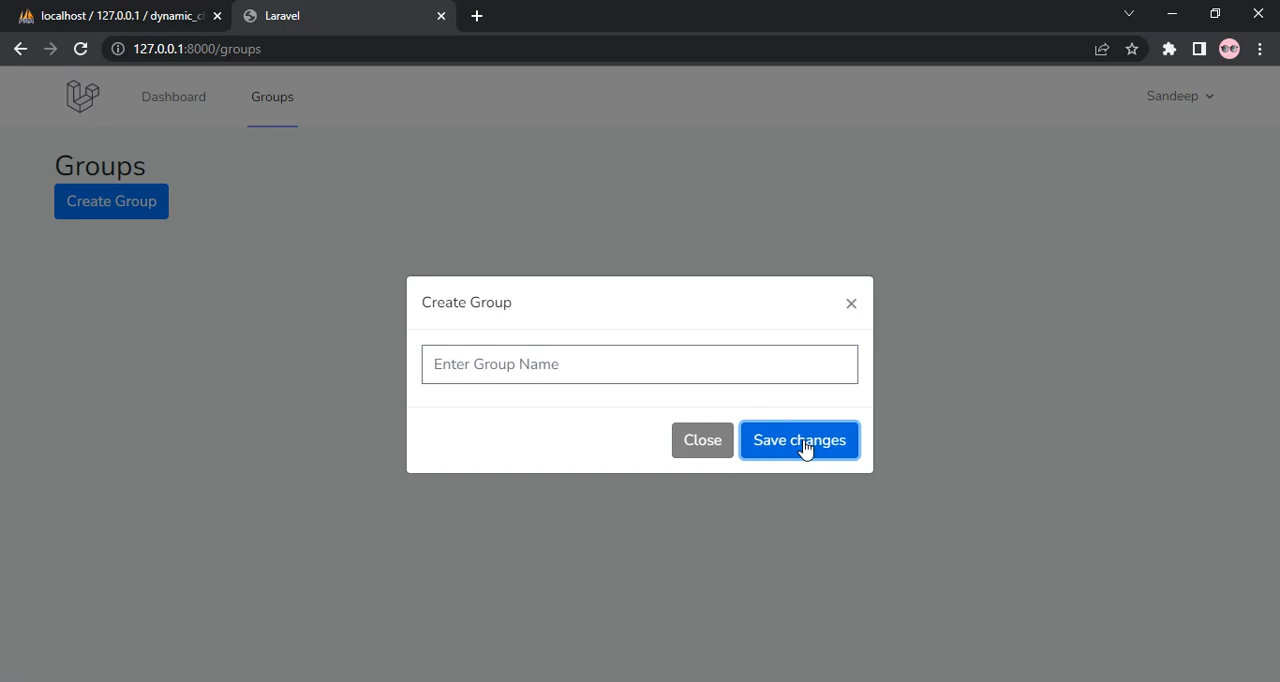 localhost / 127.0.0.1 / dynamic_c
Laravel
127.0.0.1:8000/groups
Dashboard
Groups
Sandeep
Groups
Create Group
Create Group
Enter Group Name
Close
Save changes